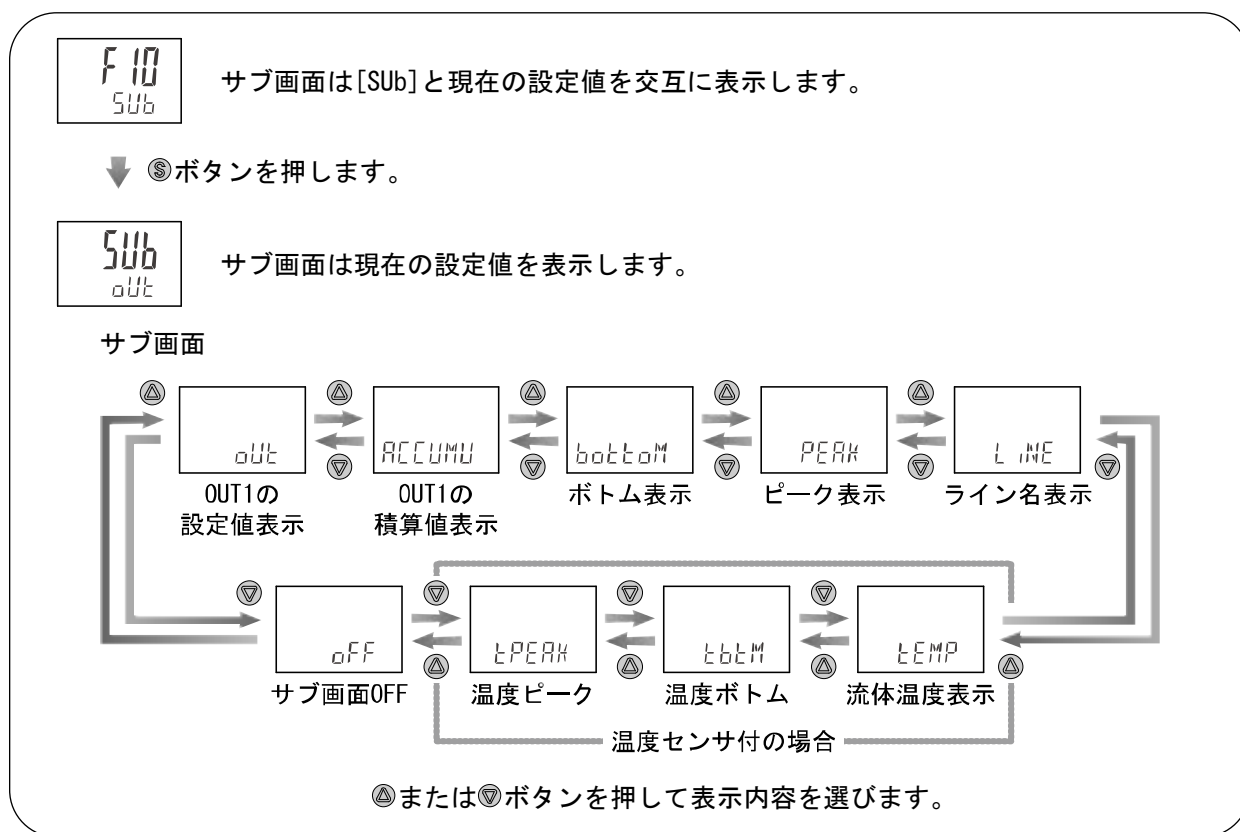 F 10
SUb
サブ画面は[SUb]と現在の設定値を交互に表示します。
Ⓢボタンを押します。
SUb
oUt
サブ画面は現在の設定値を表示します。
サブ画面
oUt
ACCUMU
bottoM
PEAK
LiNE
OUT1の
設定値表示
OUT1の
積算値表示
ボトム表示
ピーク表示
ライン名表示
oFF
tPEAK
tbtM
tEMP
サブ画面OFF
温度ピーク
温度ボトム
流体温度表示
温度センサ付の場合
△または▽ボタンを押して表示内容を選びます。